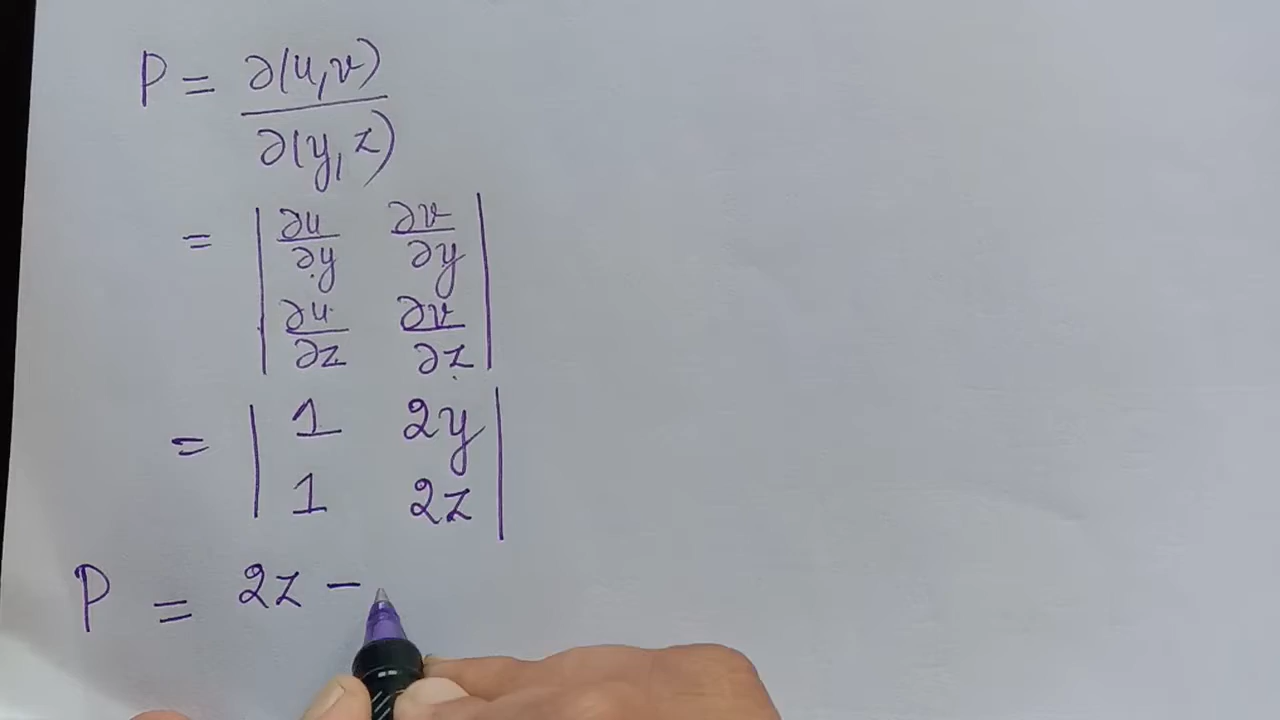 P = ∂(u,v)
∂(y,z)
= | ∂u/∂y ∂v/∂y |
| ∂u/∂z ∂v/∂z |
= | 1 2y |
| 1 2z |
P = 2z -